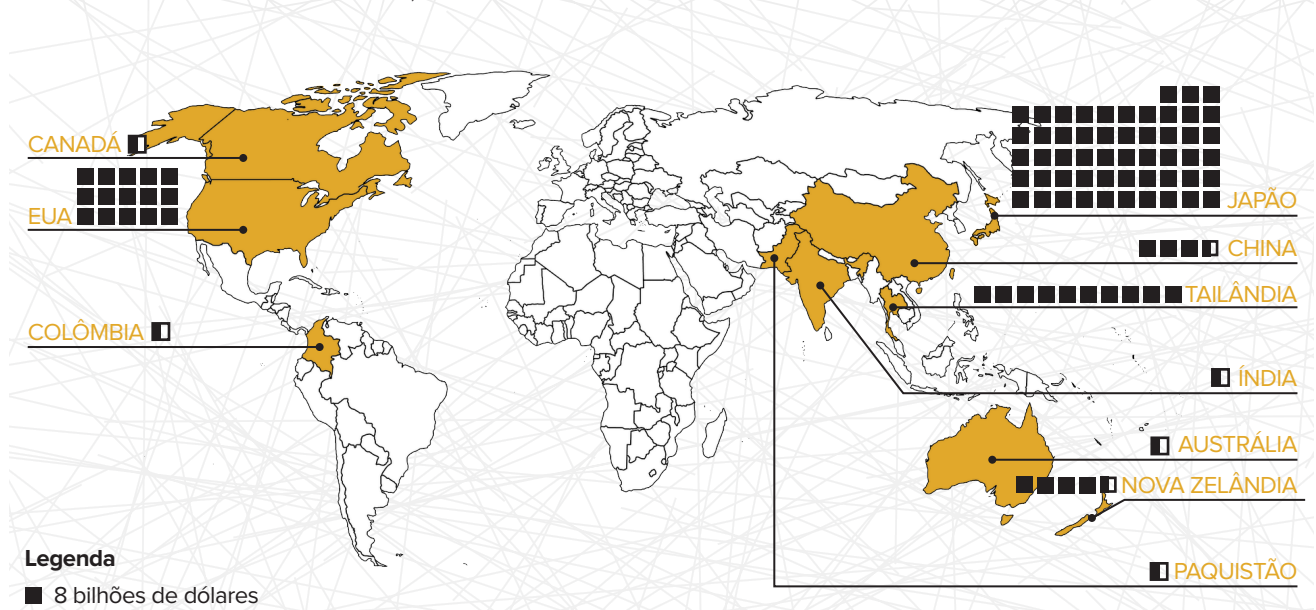 CANADÁ
EUA
COLÔMBIA
JAPÃO
CHINA
TAILÂNDIA
ÍNDIA
AUSTRÁLIA
NOVA ZELÂNDIA
PAQUISTÃO
Legenda
8 bilhões de dólares